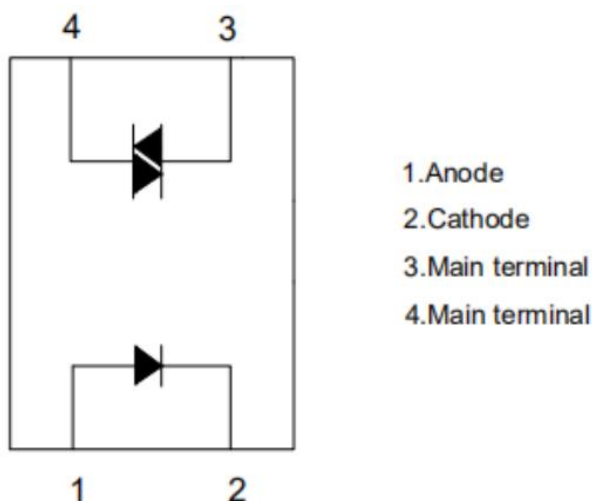 4 3
1.Anode
2.Cathode
3.Main terminal
4.Main terminal
1 2